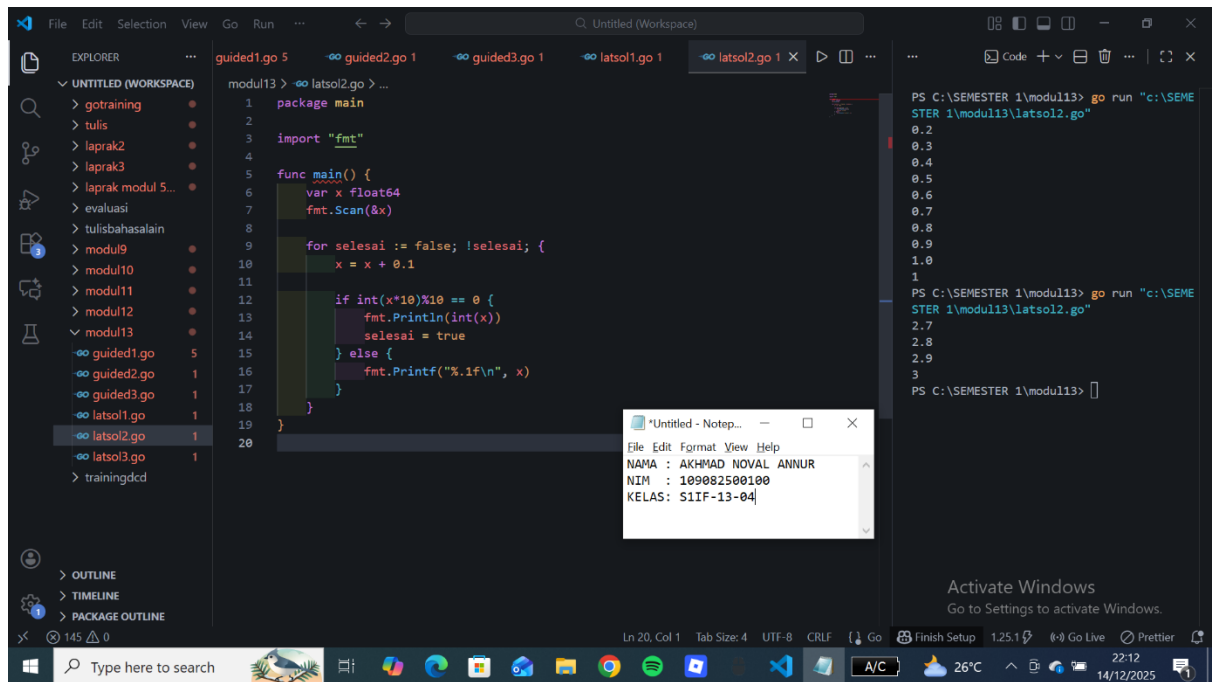 File Edit Selection View Go Run ··· ← → Untitled (Workspace)
EXPLORER ···
UNTITLED (WORKSPACE)
gotraining
tulis
laprak2
laprak3
laprak modul 5...
evaluasi
tulisbahasalain
modul9
modul10
modul11
modul12
modul13
guided1.go 5
guided2.go 1
guided3.go 1
latsol1.go 1
latsol2.go 1
latsol3.go 1
trainingdcd
OUTLINE
TIMELINE
PACKAGE OUTLINE
guided1.go 5 guided2.go 1 guided3.go 1 latsol1.go 1 latsol2.go 1 ···
modul13 > latsol2.go > ...
1 package main
2
3 import "fmt"
4
5 func main() {
6 var x float64
7 fmt.Scan(&x)
8
9 for selesai := false; !selesai; {
10 x = x + 0.1
11
12 if int(x*10)%10 == 0 {
13 fmt.Println(int(x))
14 selesai = true
15 } else {
16 fmt.Printf("%.1f\n", x)
17 }
18 }
19 }
20
··· Code ···
PS C:\SEMESTER 1\modul13> go run "c:\SEME
STER 1\modul13\latsol2.go"
0.2
0.3
0.4
0.5
0.6
0.7
0.8
0.9
1.0
1
PS C:\SEMESTER 1\modul13> go run "c:\SEME
STER 1\modul13\latsol2.go"
2.7
2.8
2.9
3
PS C:\SEMESTER 1\modul13>
*Untitled - Notep...
File Edit Format View Help
NAMA : AKHMAD NOVAL ANNUR
NIM : 109082500100
KELAS: S1IF-13-04
Activate Windows
Go to Settings to activate Windows.
3
1
145 0 Ln 20, Col 1 Tab Size: 4 UTF-8 CRLF Go Finish Setup 1.25.1 Go Live Prettier
Type here to search A/C 26°C 22:12
14/12/2025
1